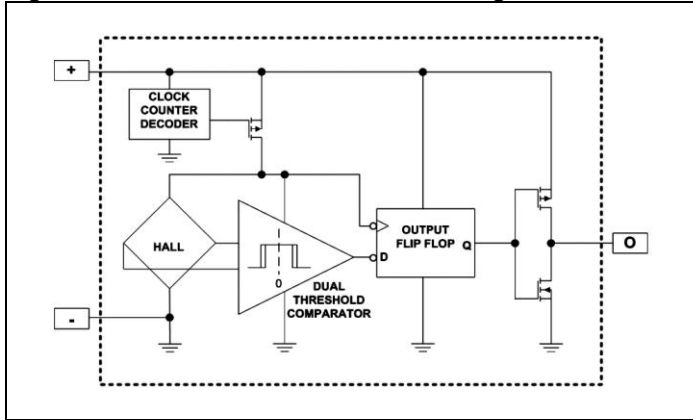 +
CLOCK
COUNTER
DECODER
HALL
0
DUAL
THRESHOLD
COMPARATOR
D
OUTPUT
FLIP FLOP
Q
O
-